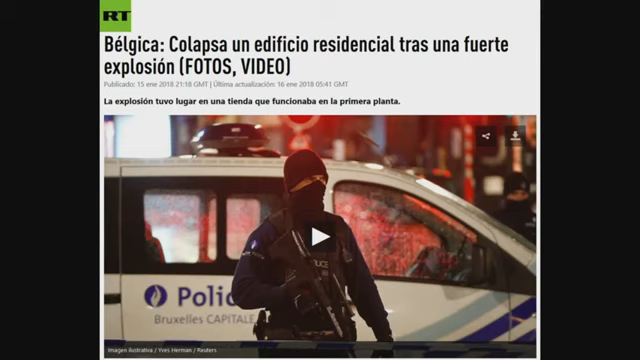 RT
Bélgica: Colapsa un edificio residencial tras una fuerte
explosión (FOTOS, VIDEO)
Publicado: 15 ene 2018 21:18 GMT | Última actualización: 16 ene 2018 05:41 GMT
La explosión tuvo lugar en una tienda que funcionaba en la primera planta.
POLICE
Polic
Bruxelles CAPITALE
Imagen ilustrativa / Yves Herman / Reuters